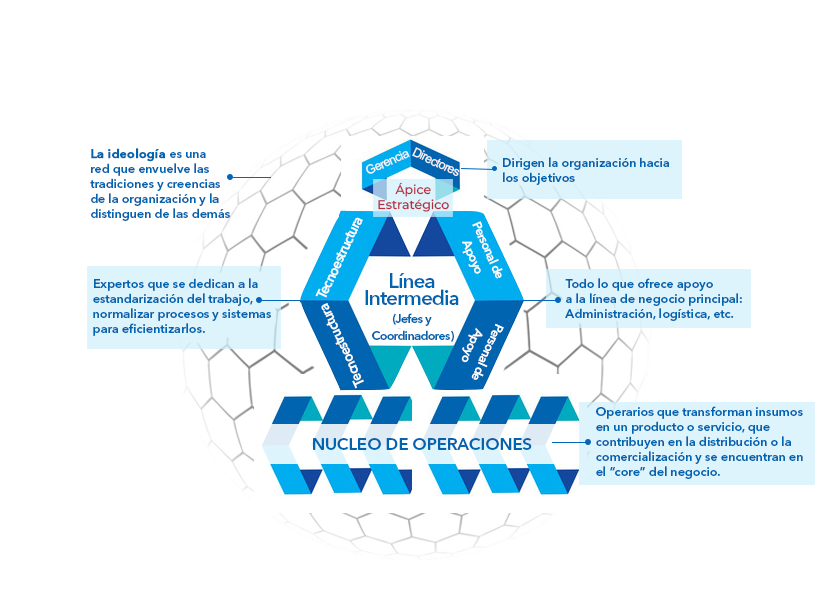 La ideología es una
red que envuelve las
tradiciones y creencias
de la organización y la
distinguen de las demás
Gerencia
Directores
Ápice
Estratégico
Dirigen la organización hacia
los objetivos
Tecnoestructura
Personal de
Apoyo
Línea
Intermedia
(Jefes y
Coordinadores)
Expertos que se dedican a la
estandarización del trabajo,
normalizar procesos y sistemas
para eficientizarlos.
Todo lo que ofrece apoyo
a la línea de negocio principal:
Administración, logística, etc.
Tecnoestructura
Personal de
Apoyo
NUCLEO DE OPERACIONES
Operarios que transforman insumos
en un producto o servicio, que
contribuyen en la distribución o la
comercialización y se encuentran en
el "core" del negocio.